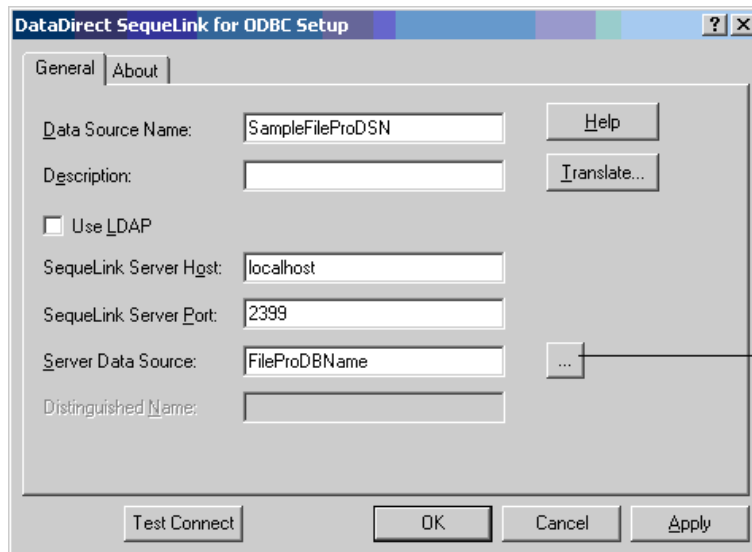 DataDirect SequeLink for ODBC Setup
General About
Data Source Name: SampleFileProDSN Help
Description: Translate...
Use LDAP
SequeLink Server Host: localhost
SequeLink Server Port: 2399
Server Data Source: FileProDBName ...
Distinguished Name:
Test Connect OK Cancel Apply